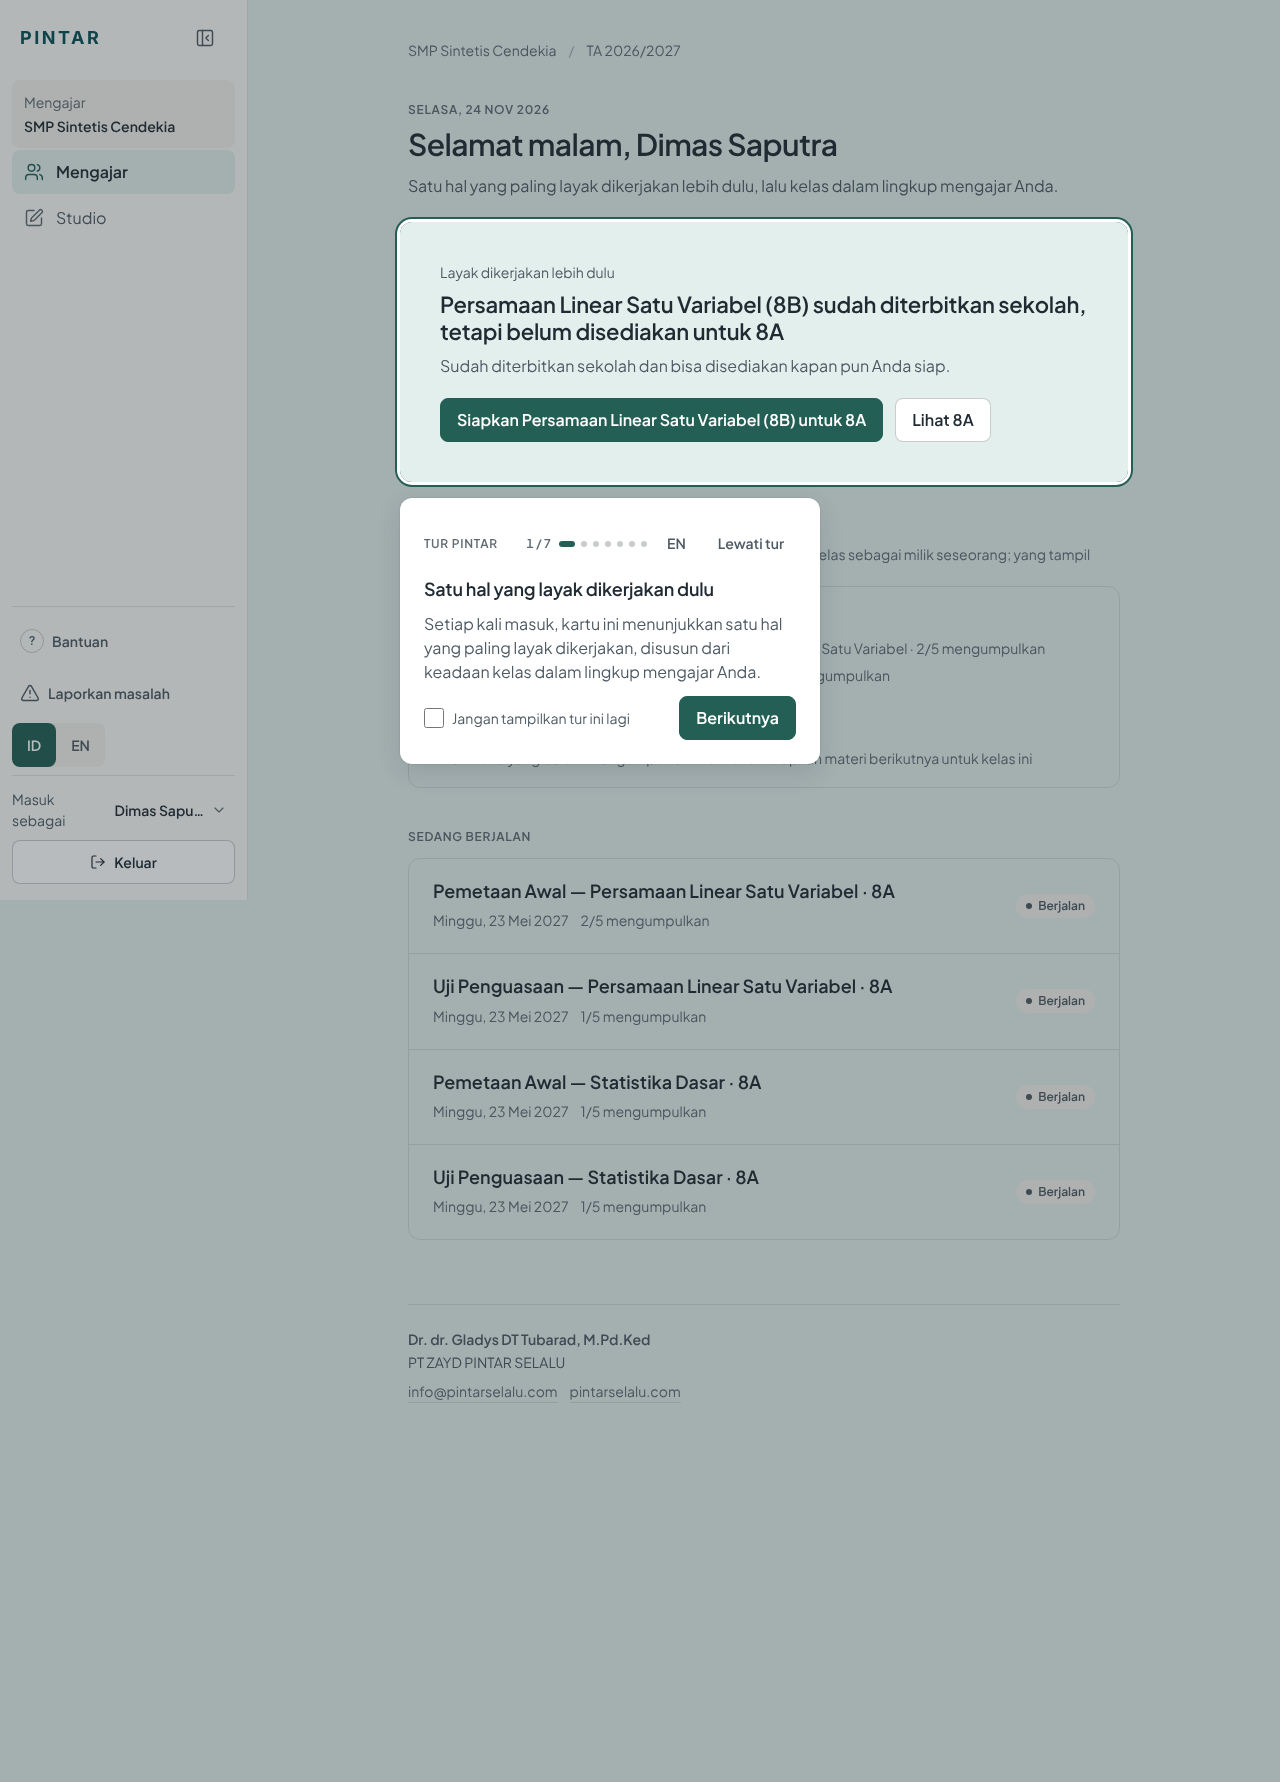 PINTAR
Mengajar
SMP Sintetis Cendekia
Mengajar
Studio
? Bantuan
Laporkan masalah
ID EN
Masuk sebagai
Dimas Sapu...
Keluar
SMP Sintetis Cendekia / TA 2026/2027
SELASA, 24 NOV 2026
Selamat malam, Dimas Saputra
Satu hal yang paling layak dikerjakan lebih dulu, lalu kelas dalam lingkup mengajar Anda.
Layak dikerjakan lebih dulu
Persamaan Linear Satu Variabel (8B) sudah diterbitkan sekolah,
tetapi belum disediakan untuk 8A
Sudah diterbitkan sekolah dan bisa disediakan kapan pun Anda siap.
Siapkan Persamaan Linear Satu Variabel (8B) untuk 8A
Lihat 8A
TUR PINTAR 1 / 7 EN Lewati tur
Satu hal yang layak dikerjakan dulu
Setiap kali masuk, kartu ini menunjukkan satu hal
yang paling layak dikerjakan, disusun dari
keadaan kelas dalam lingkup mengajar Anda.
Jangan tampilkan tur ini lagi
Berikutnya
elas sebagai milik seseorang; yang tampil
Satu Variabel · 2/5 mengumpulkan
gumpulkan
materi berikutnya untuk kelas ini
SEDANG BERJALAN
Pemetaan Awal — Persamaan Linear Satu Variabel · 8A
Minggu, 23 Mei 2027 2/5 mengumpulkan
Berjalan
Uji Penguasaan — Persamaan Linear Satu Variabel · 8A
Minggu, 23 Mei 2027 1/5 mengumpulkan
Berjalan
Pemetaan Awal — Statistika Dasar · 8A
Minggu, 23 Mei 2027 1/5 mengumpulkan
Berjalan
Uji Penguasaan — Statistika Dasar · 8A
Minggu, 23 Mei 2027 1/5 mengumpulkan
Berjalan
Dr. dr. Gladys DT Tubarad, M.Pd.Ked
PT ZAYD PINTAR SELALU
info@pintarselalu.com pintarselalu.com